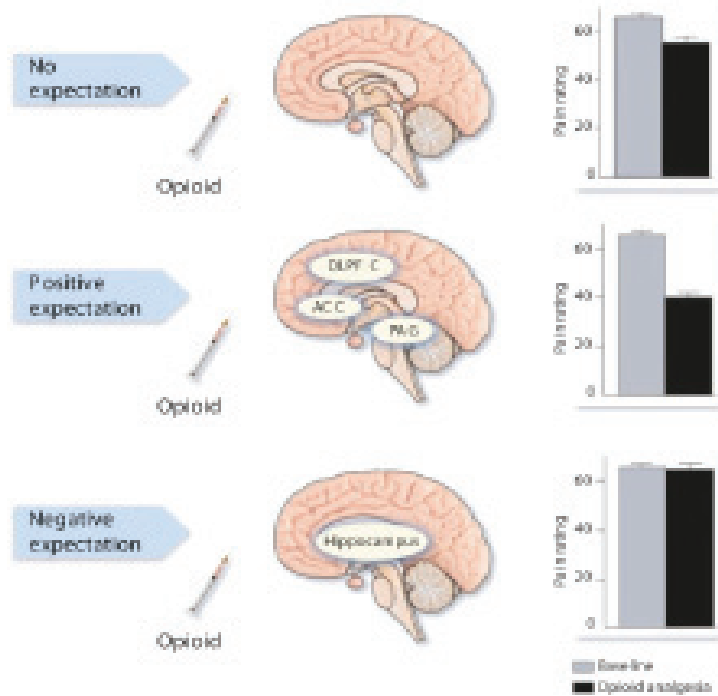 No
expectation
Opioid
Pain rating
60
40
20
0
Positive
expectation
Opioid
DLPFC
ACC
PAG
Pain rating
60
40
20
0
Negative
expectation
Opioid
Hippocampus
Pain rating
60
40
20
0
Baseline
Opioid analgesia